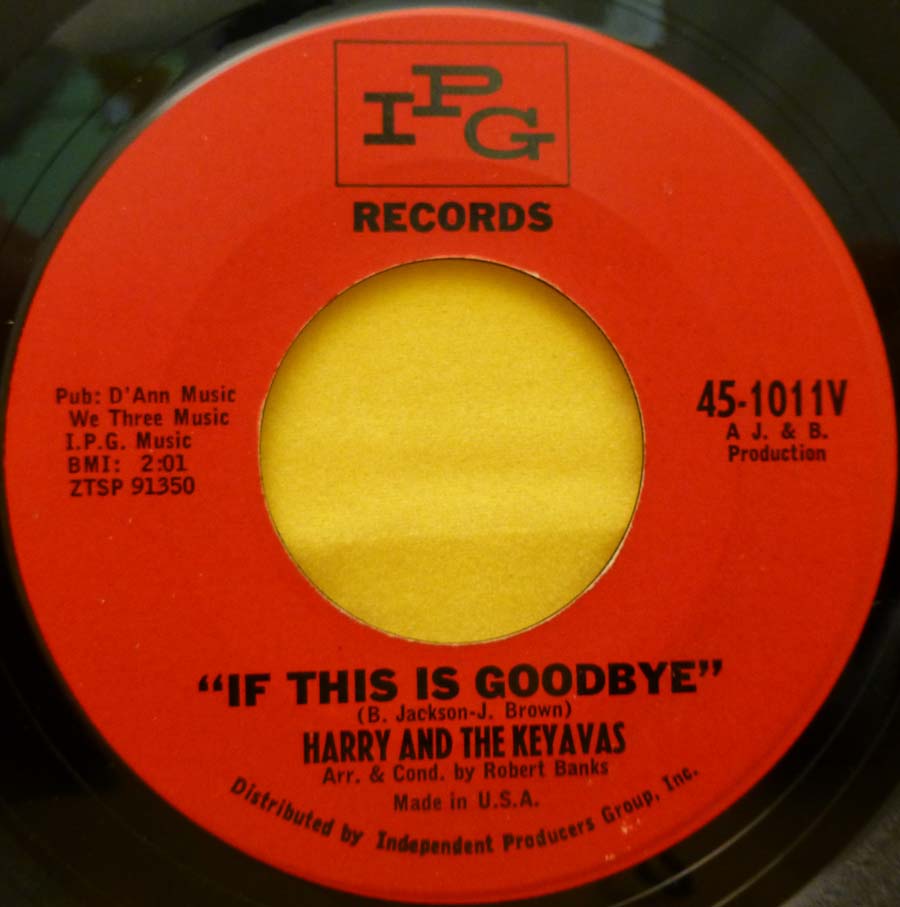 IPG
RECORDS
Pub: D'Ann Music
We Three Music
I.P.G. Music
BMI: 2:01
ZTSP 91350
45-1011V
A J. & B.
Production
"IF THIS IS GOODBYE"
(B. Jackson-J. Brown)
HARRY AND THE KEYAVAS
Arr. & Cond. by Robert Banks
Made in U.S.A.
Distributed by Independent Producers Group, Inc.